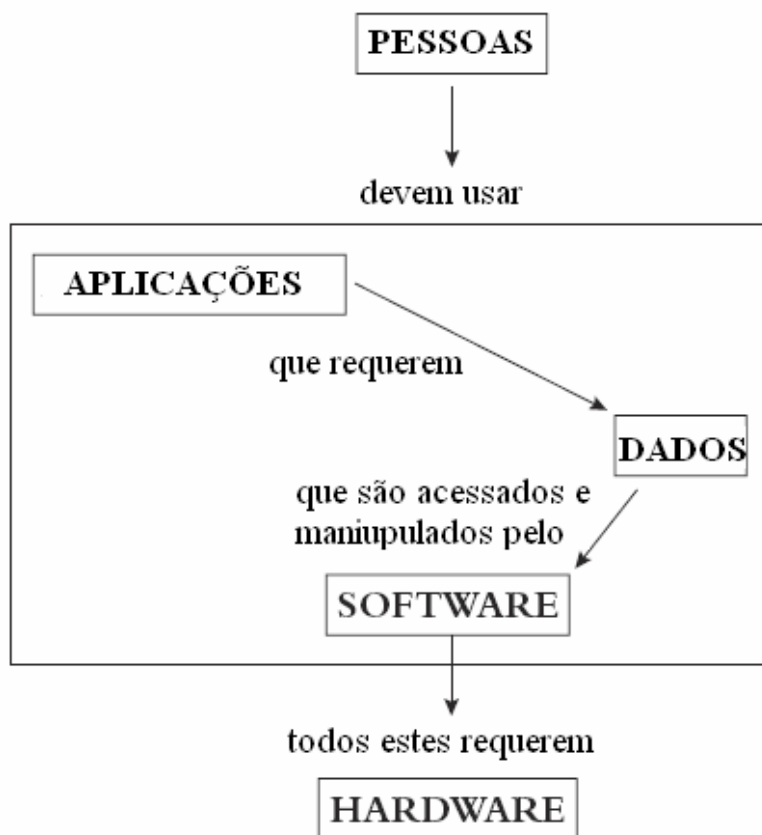 PESSOAS
devem usar
APLICAÇÕES
que requerem
DADOS
que são acessados e
maniupulados pelo
SOFTWARE
todos estes requerem
HARDWARE